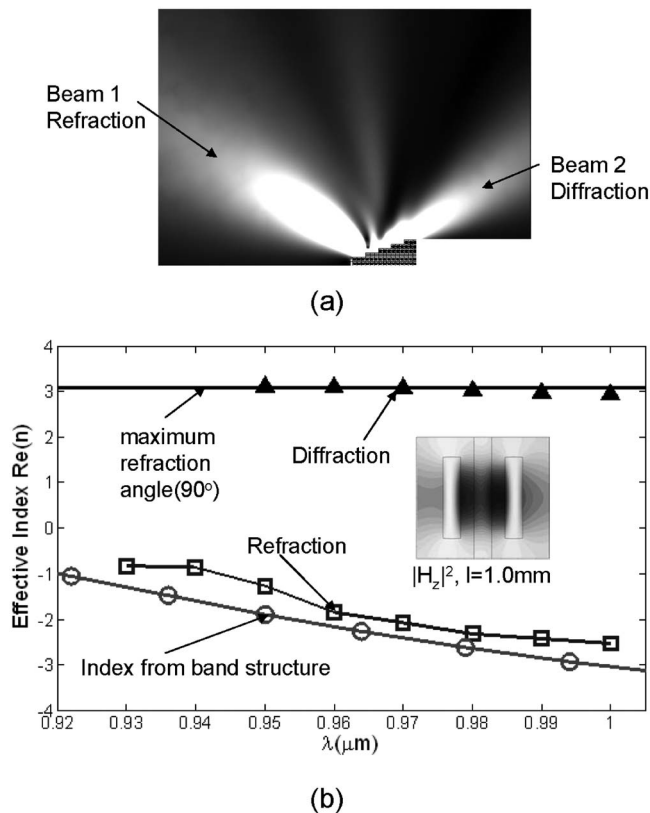 Beam 1
Refraction
Beam 2
Diffraction
(a)
4
3
2
1
0
-1
-2
-3
-4
Effective Index Re(n)
maximum
refraction
angle(90°)
Diffraction
Refraction
|Hz|², l=1.0mm
Index from band structure
0.92 0.93 0.94 0.95 0.96 0.97 0.98 0.99 1
λ(μm)
(b)